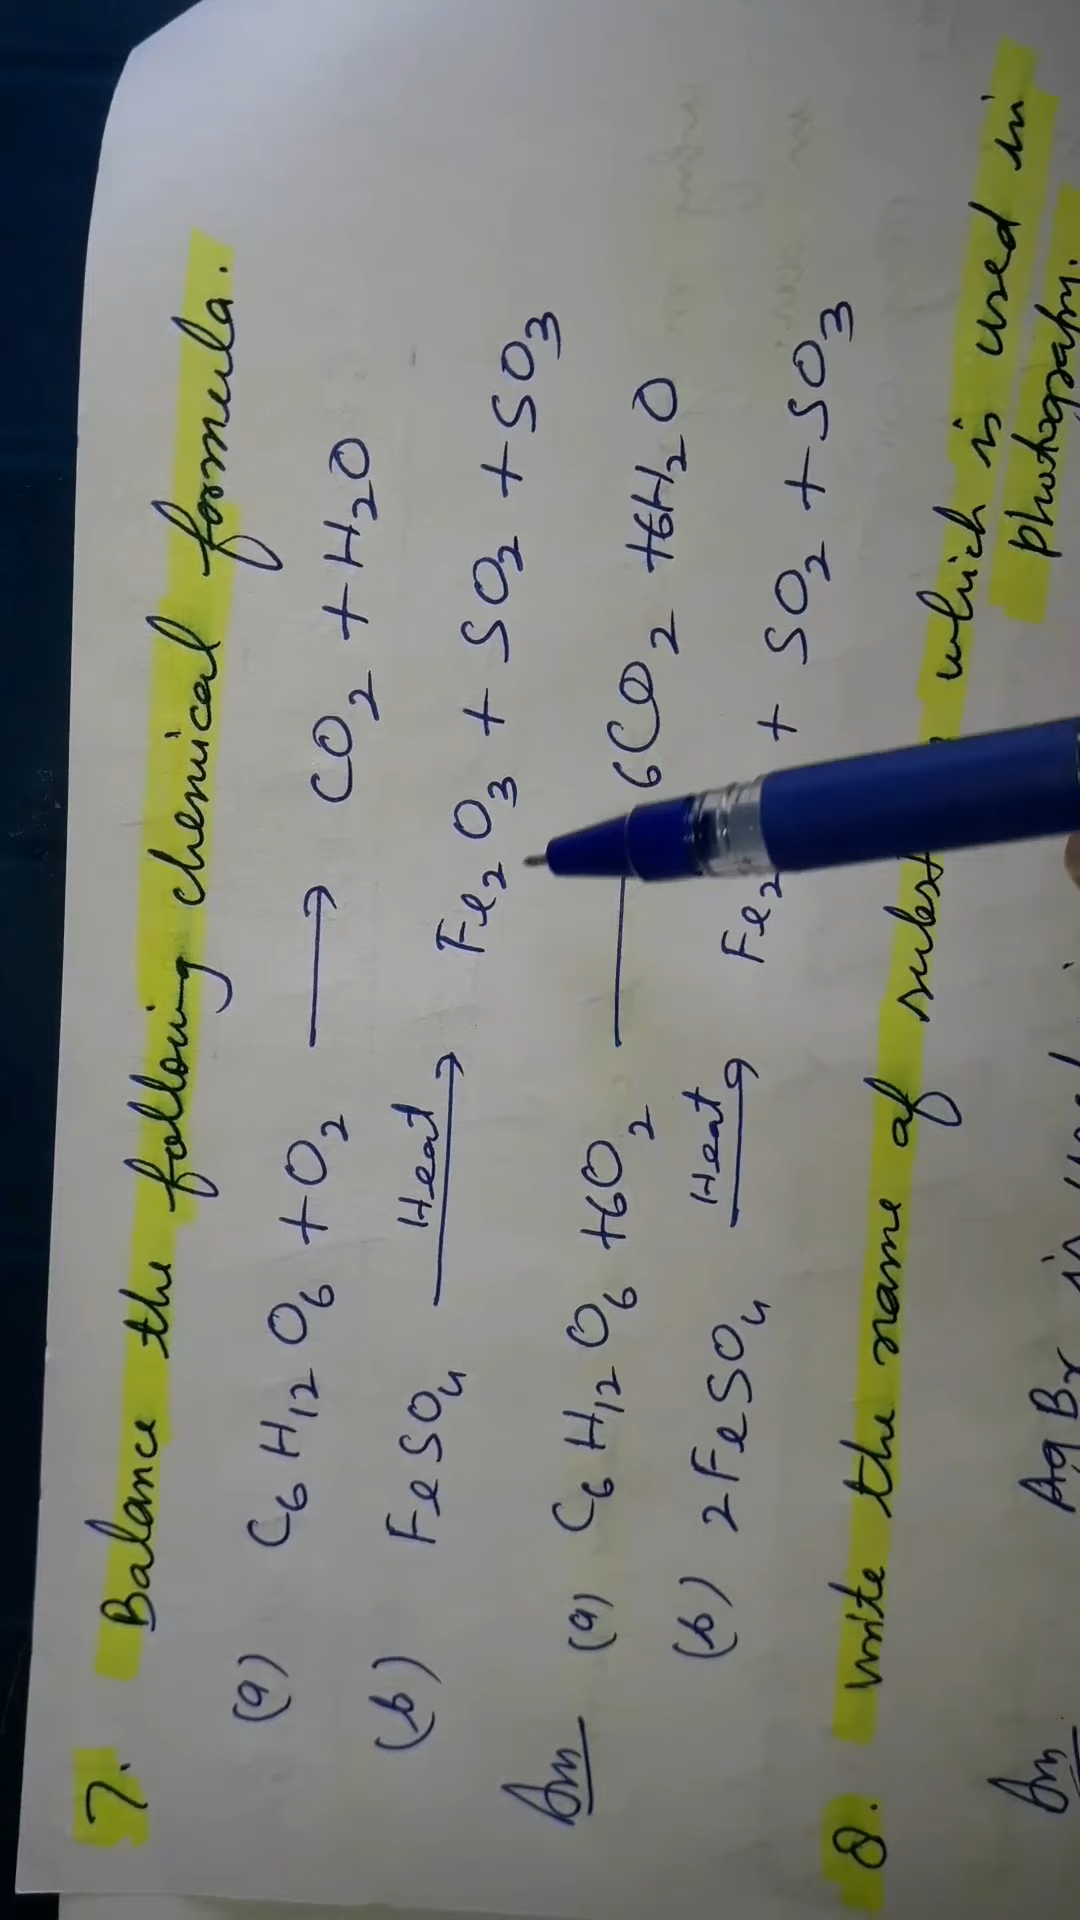 7. Balance the following chemical formula.
(a) C6H12O6 + O2 → CO2 + H2O
(b) FeSO4 Heat→ Fe2O3 + SO2 + SO3
Ans (a) C6H12O6 + 6O2 6CO2 + 6H2O
(b) 2FeSO4 Heat→ Fe2 + SO2 + SO3
8. write the name of which is used in
photography.
Ans AgBr is